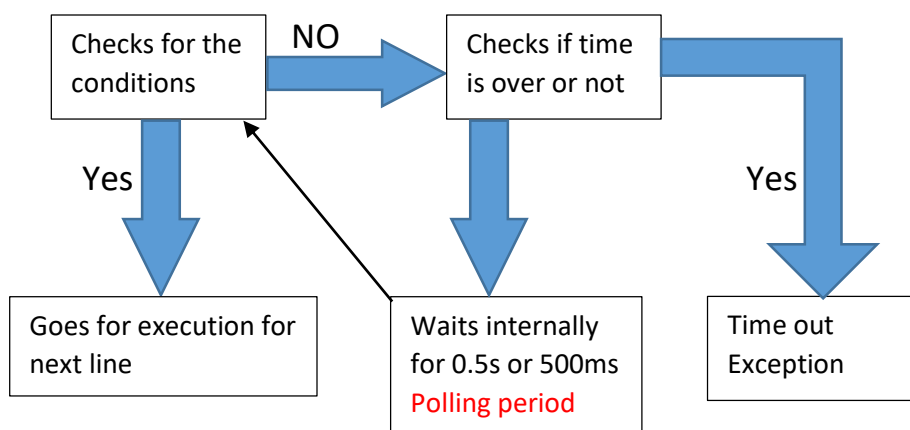 Checks for the
conditions
NO
Checks if time
is over or not
Yes
Yes
Goes for execution for
next line
Waits internally
for 0.5s or 500ms
Polling period
Time out
Exception